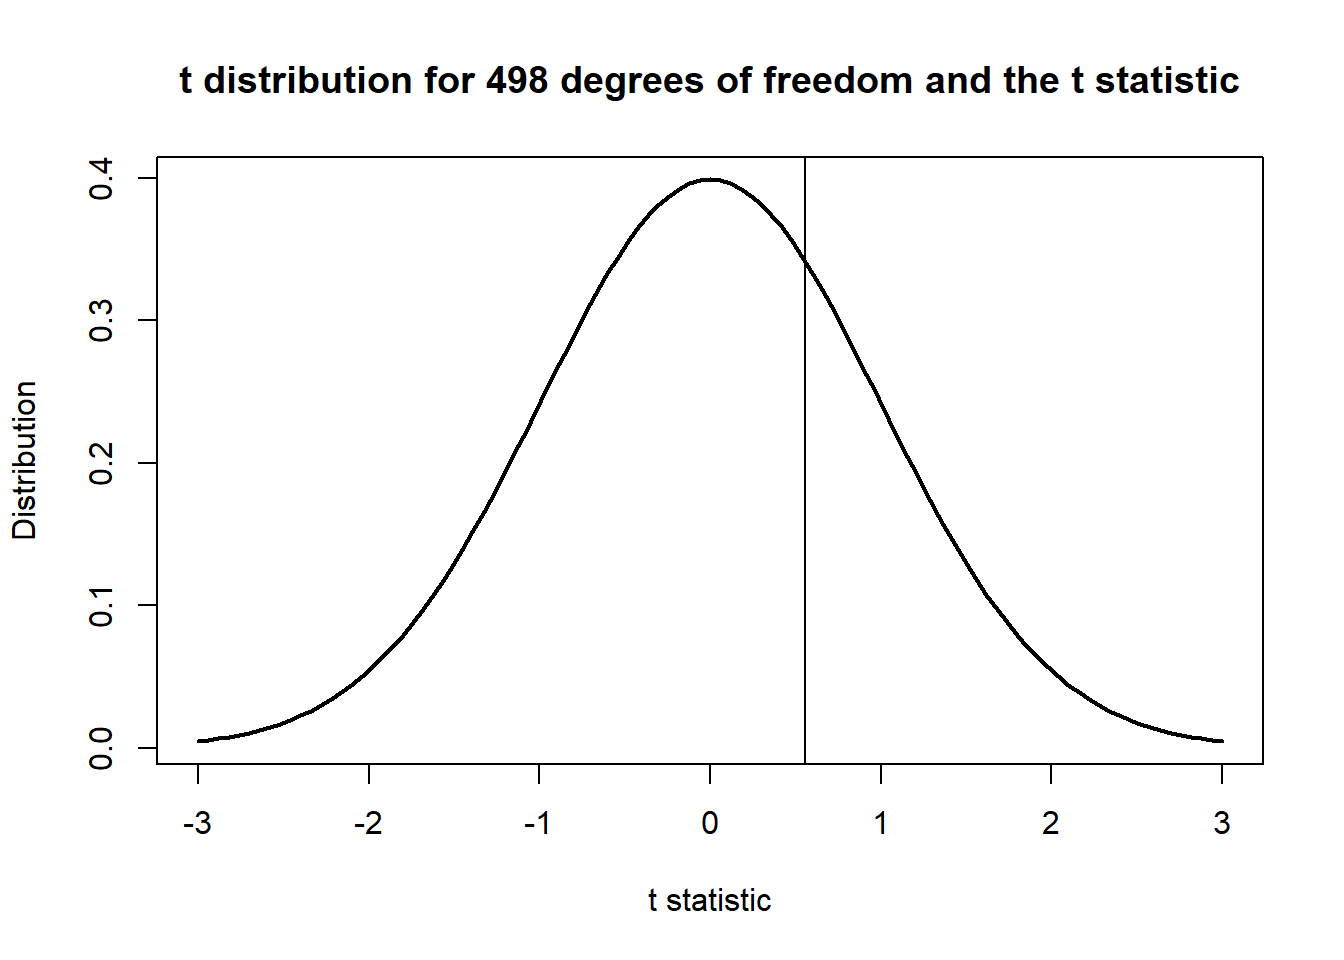 t distribution for 498 degrees of freedom and the t statistic
0.4
0.3
0.2
0.1
0.0
Distribution
-3 -2 -1 0 1 2 3
t statistic